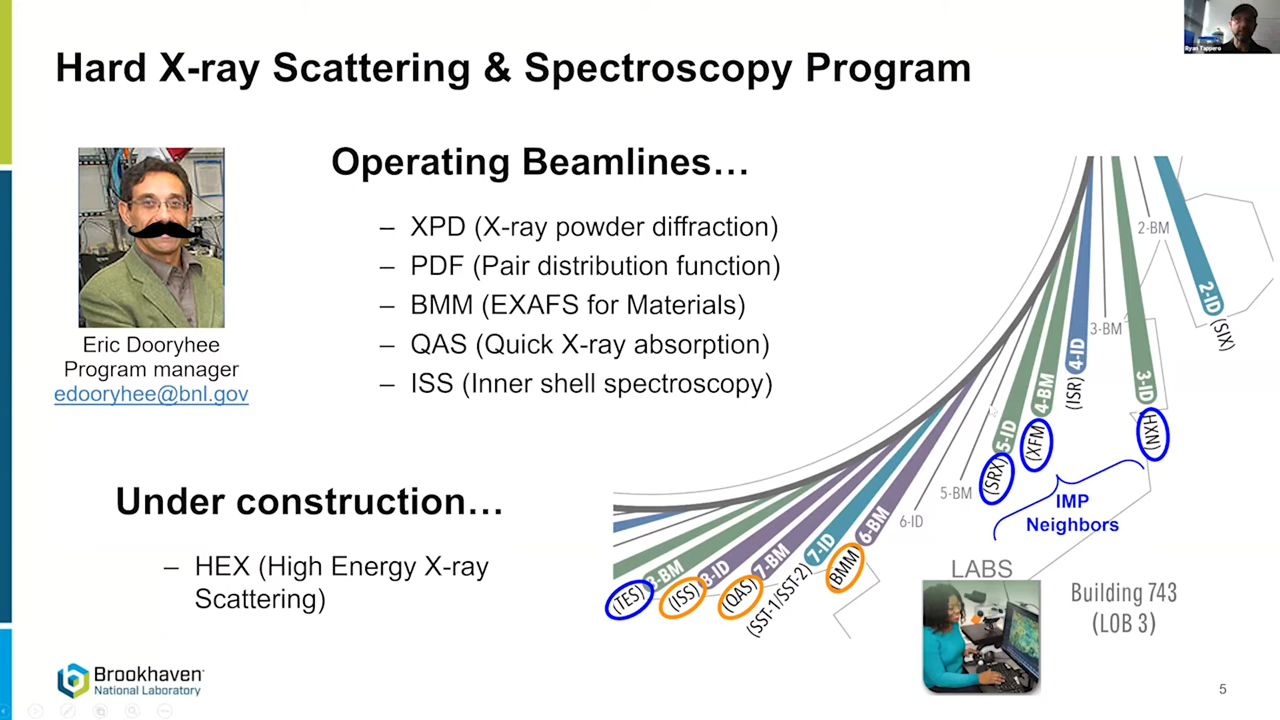 Hard X-ray Scattering & Spectroscopy Program
Ryan Tappero
Operating Beamlines…
– XPD (X-ray powder diffraction)
– PDF (Pair distribution function)
– BMM (EXAFS for Materials)
– QAS (Quick X-ray absorption)
– ISS (Inner shell spectroscopy)
Eric Dooryhee
Program manager
edooryhee@bnl.gov
Under construction…
– HEX (High Energy X-ray
Scattering)
2-BM
2-ID
(SIX)
3-BM
3-ID
(HXN)
4-ID
(ISR)
4-BM
(XFM)
5-ID
(SRX)
5-BM
6-ID
6-BM
(BMM)
7-ID
(SST-1/SST-2)
7-BM
(QAS)
8-ID
(ISS)
8-BM
(TES)
IMP
Neighbors
LABS
Building 743
(LOB 3)
Brookhaven
National Laboratory
5